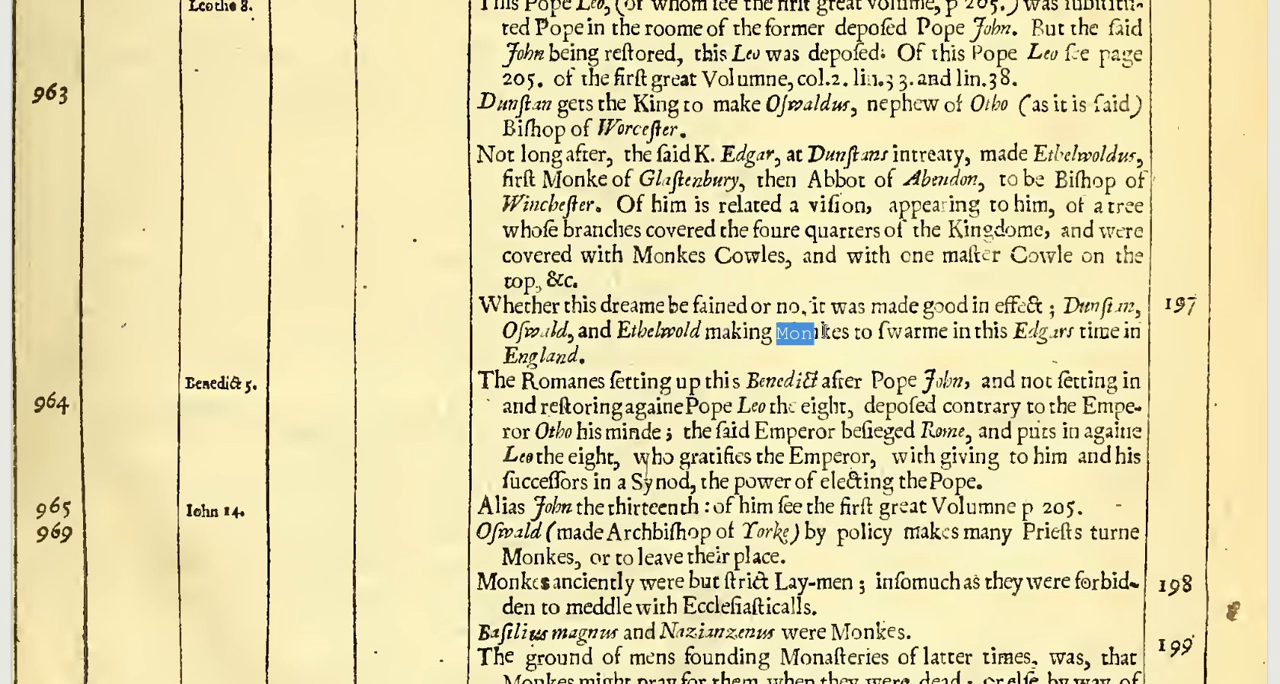 Leo the 8.
This Pope Leo, (of whom ſee the firſt great volume, p 205.) was ſubſtitu-
ted Pope in the roome of the former depoſed Pope John. But the ſaid
John being reſtored, this Leo was depoſed: Of this Pope Leo ſee page
205. of the firſt great Volumne, col.2. lin.33. and lin.38.
963
Dunſtan gets the King to make Oſwaldus, nephew of Otho (as it is ſaid)
Biſhop of Worceſter.
Not long after, the ſaid K. Edgar, at Dunſtans intreaty, made Ethelwoldus,
firſt Monke of Glaſtenbury, then Abbot of Abendon, to be Biſhop of
Wincheſter. Of him is related a viſion, appearing to him, of a tree
whoſe branches covered the foure quarters of the Kingdome, and were
covered with Monkes Cowles, and with one maſter Cowle on the
top, &c.
Whether this dreame be fained or no, it was made good in effect ; Dunſtan,
197
Oſwald, and Ethelwold making Monkes to ſwarme in this Edgars time in
England.
Benedict 5.
The Romanes ſetting up this Benedict after Pope John, and not ſetting in
964
and reſtoring againe Pope Leo the eight, depoſed contrary to the Empe-
ror Otho his minde ; the ſaid Emperor beſieged Rome, and puts in againe
Leo the eight, who gratifies the Emperor, with giving to him and his
ſucceſſors in a Synod, the power of electing the Pope.
965
Iohn 14.
Alias John the thirteenth : of him ſee the firſt great Volumne p 205.
969
Oſwald (made Archbiſhop of Yorke) by policy makes many Prieſts turne
Monkes, or to leave their place.
Monkes anciently were but ſtrict Lay-men ; inſomuch as they were forbid-
198
den to meddle with Eccleſiaſticalls.
Baſilius magnus and Nazianzenus were Monkes.
199
The ground of mens founding Monaſteries of latter times, was, that
Monkes might pray for them when they were dead ; or elſe by way of